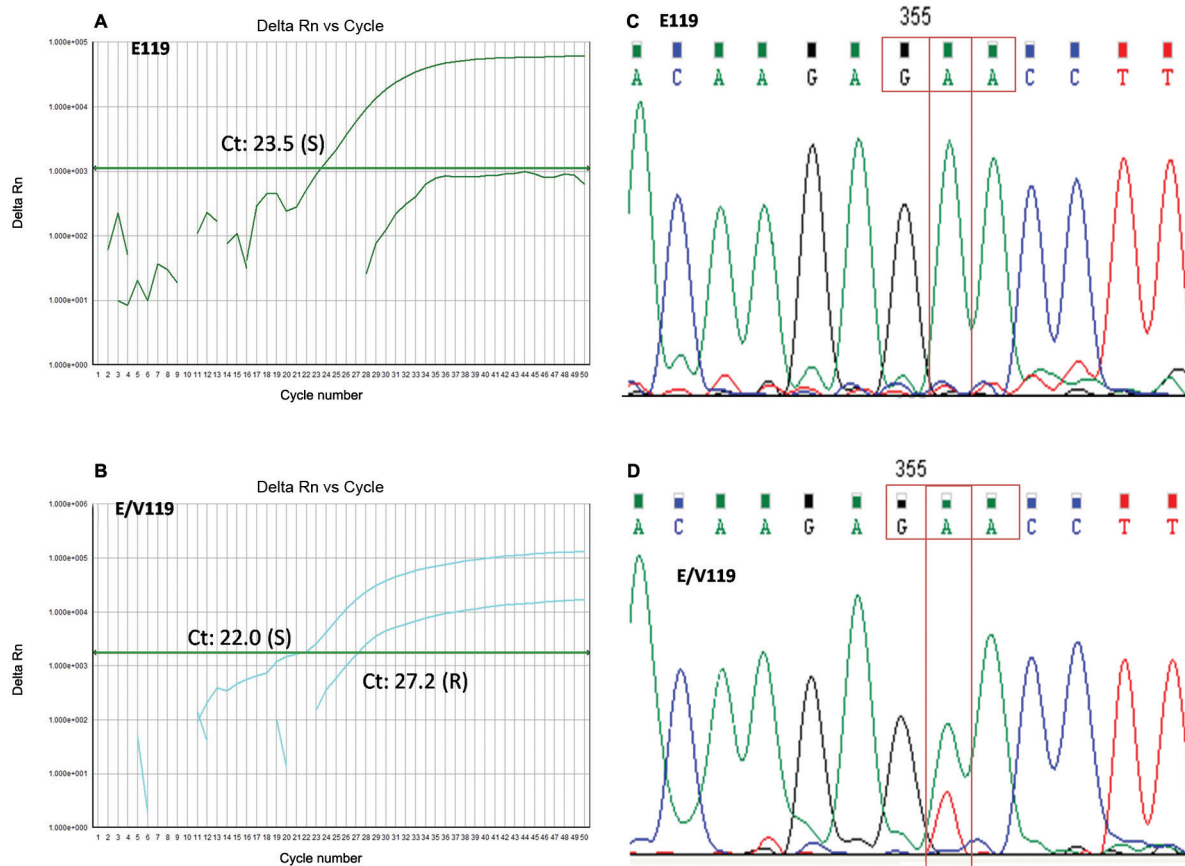 A
Delta Rn vs Cycle
E119
1.000e+005
1.000e+004
1.000e+003
1.000e+002
1.000e+001
1.000e+000
Delta Rn
Ct: 23.5 (S)
1 2 3 4 5 6 7 8 9 10 11 12 13 14 15 16 17 18 19 20 21 22 23 24 25 26 27 28 29 30 31 32 33 34 35 36 37 38 39 40 41 42 43 44 45 46 47 48 49 50
Cycle number
C
E119
355
A C A A G A G A A C C T T
B
Delta Rn vs Cycle
E/V119
1.000e+006
1.000e+005
1.000e+004
1.000e+003
1.000e+002
1.000e+001
1.000e+000
Delta Rn
Ct: 22.0 (S)
Ct: 27.2 (R)
1 2 3 4 5 6 7 8 9 10 11 12 13 14 15 16 17 18 19 20 21 22 23 24 25 26 27 28 29 30 31 32 33 34 35 36 37 38 39 40 41 42 43 44 45 46 47 48 49 50
Cycle number
D
355
A C A A G A G A A C C T T
E/V119